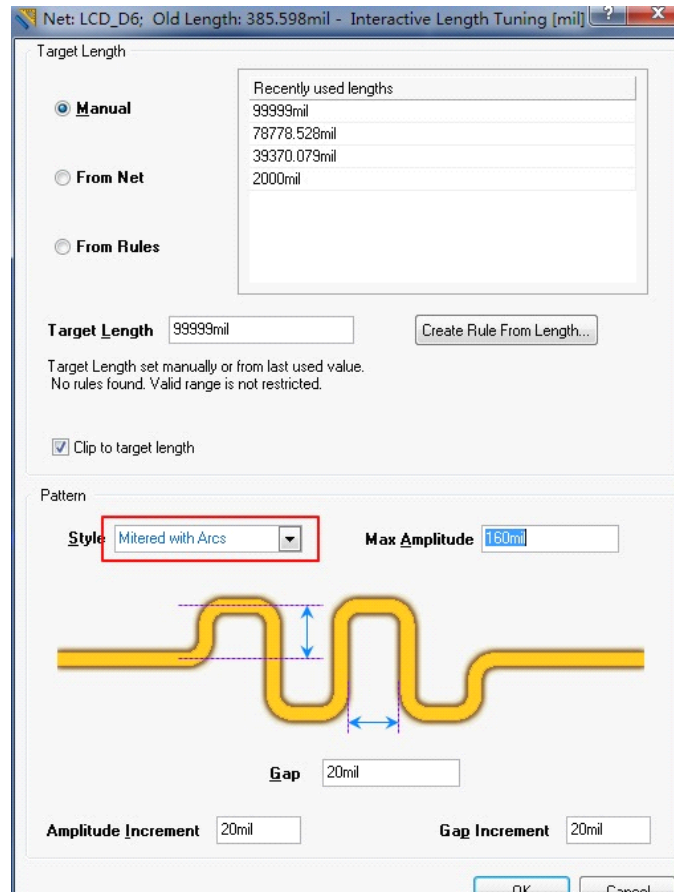 Net: LCD_D6; Old Length: 385.598mil - Interactive Length Tuning [mil]
Target Length
Manual
Recently used lengths
99999mil
78778.528mil
39370.079mil
2000mil
From Net
From Rules
Target Length 99999mil Create Rule From Length...
Target Length set manually or from last used value.
No rules found. Valid range is not restricted.
Clip to target length
Pattern
Style Mitered with Arcs Max Amplitude 160mil
Gap 20mil
Amplitude Increment 20mil Gap Increment 20mil
OK Cancel